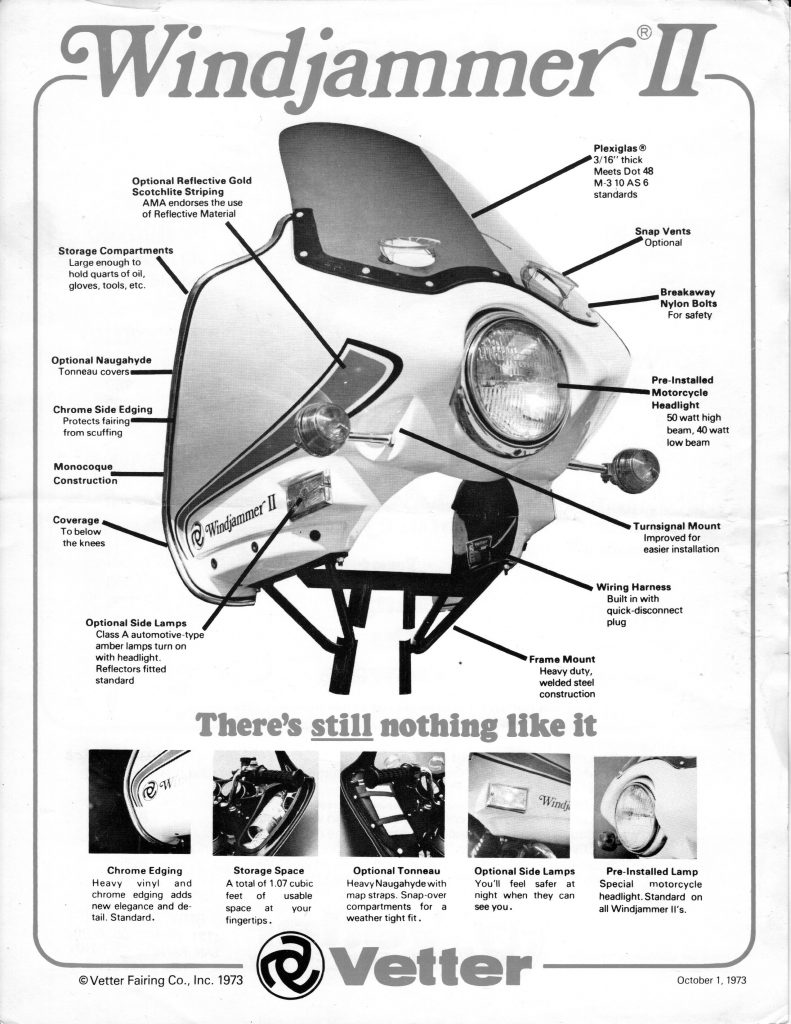 Windjammer® II
Plexiglas®
3/16" thick
Meets Dot 48
M-3 10 AS 6
standards
Optional Reflective Gold
Scotchlite Striping
AMA endorses the use
of Reflective Material
Snap Vents
Optional
Storage Compartments
Large enough to
hold quarts of oil,
gloves, tools, etc.
Breakaway
Nylon Bolts
For safety
Optional Naugahyde
Tonneau covers
Pre-Installed
Motorcycle
Headlight
50 watt high
beam, 40 watt
low beam
Chrome Side Edging
Protects fairing
from scuffing
Monocoque
Construction
Coverage
To below
the knees
Windjammer II
Turnsignal Mount
Improved for
easier installation
Wiring Harness
Built in with
quick-disconnect
plug
Optional Side Lamps
Class A automotive-type
amber lamps turn on
with headlight.
Reflectors fitted
standard
Frame Mount
Heavy duty,
welded steel
construction
There's still nothing like it
Chrome Edging
Heavy vinyl and
chrome edging adds
new elegance and de-
tail. Standard.
Storage Space
A total of 1.07 cubic
feet of usable
space at your
fingertips.
Optional Tonneau
Heavy Naugahyde with
map straps. Snap-over
compartments for a
weather tight fit.
Optional Side Lamps
You'll feel safer at
night when they can
see you.
Pre-Installed Lamp
Special motorcycle
headlight. Standard on
all Windjammer II's.
© Vetter Fairing Co., Inc. 1973
Vetter
October 1, 1973